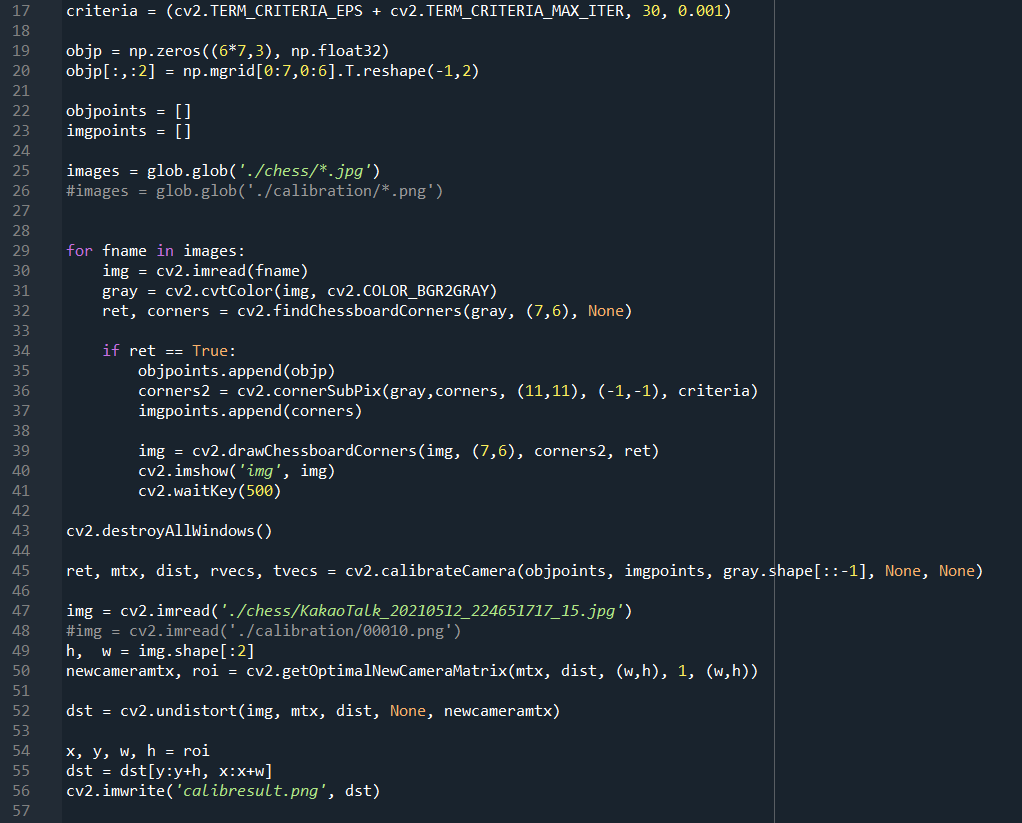 17 criteria = (cv2.TERM_CRITERIA_EPS + cv2.TERM_CRITERIA_MAX_ITER, 30, 0.001)
18
19 objp = np.zeros((6*7,3), np.float32)
20 objp[:,:2] = np.mgrid[0:7,0:6].T.reshape(-1,2)
21
22 objpoints = []
23 imgpoints = []
24
25 images = glob.glob('./chess/*.jpg')
26 #images = glob.glob('./calibration/*.png')
27
28
29 for fname in images:
30     img = cv2.imread(fname)
31     gray = cv2.cvtColor(img, cv2.COLOR_BGR2GRAY)
32     ret, corners = cv2.findChessboardCorners(gray, (7,6), None)
33
34     if ret == True:
35         objpoints.append(objp)
36         corners2 = cv2.cornerSubPix(gray,corners, (11,11), (-1,-1), criteria)
37         imgpoints.append(corners)
38
39         img = cv2.drawChessboardCorners(img, (7,6), corners2, ret)
40         cv2.imshow('img', img)
41         cv2.waitKey(500)
42
43 cv2.destroyAllWindows()
44
45 ret, mtx, dist, rvecs, tvecs = cv2.calibrateCamera(objpoints, imgpoints, gray.shape[::-1], None, None)
46
47 img = cv2.imread('./chess/KakaoTalk_20210512_224651717_15.jpg')
48 #img = cv2.imread('./calibration/00010.png')
49 h,  w = img.shape[:2]
50 newcameramtx, roi = cv2.getOptimalNewCameraMatrix(mtx, dist, (w,h), 1, (w,h))
51
52 dst = cv2.undistort(img, mtx, dist, None, newcameramtx)
53
54 x, y, w, h = roi
55 dst = dst[y:y+h, x:x+w]
56 cv2.imwrite('calibresult.png', dst)
57